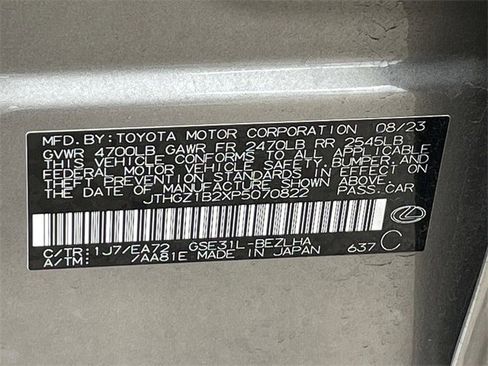 MFD. BY: TOYOTA MOTOR CORPORATION 08/23
GVWR 4700LB GAWR FR 2470LB RR 2545LB
THIS VEHICLE CONFORMS TO ALL APPLICABLE
FEDERAL MOTOR VEHICLE SAFETY, BUMPER, AND
THEFT PREVENTION STANDARDS IN EFFECT ON
THE DATE OF MANUFACTURE SHOWN ABOVE.
JTHGZ1B2XP5070822 PASS. CAR
C/TR: 1J7/EA72 GSE31L-BEZLHA
A/TM: /AA81E MADE IN JAPAN 637 C